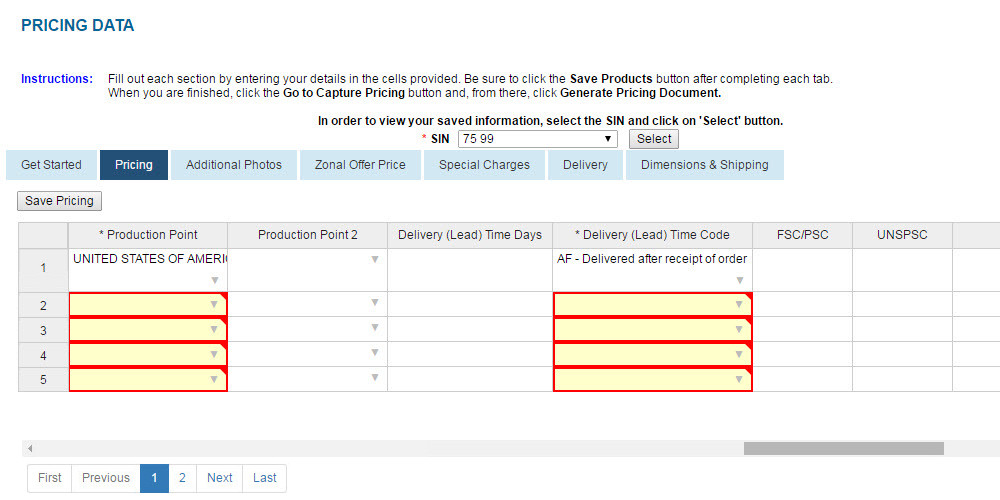 PRICING DATA
Instructions: Fill out each section by entering your details in the cells provided. Be sure to click the Save Products button after completing each tab.
When you are finished, click the Go to Capture Pricing button and, from there, click Generate Pricing Document.
In order to view your saved information, select the SIN and click on 'Select' button.
* SIN 75 99 Select
Get Started Pricing Additional Photos Zonal Offer Price Special Charges Delivery Dimensions & Shipping
Save Pricing
* Production Point Production Point 2 Delivery (Lead) Time Days * Delivery (Lead) Time Code FSC/PSC UNSPSC
1 UNITED STATES OF AMERI AF - Delivered after receipt of order
2
3
4
5
First Previous 1 2 Next Last